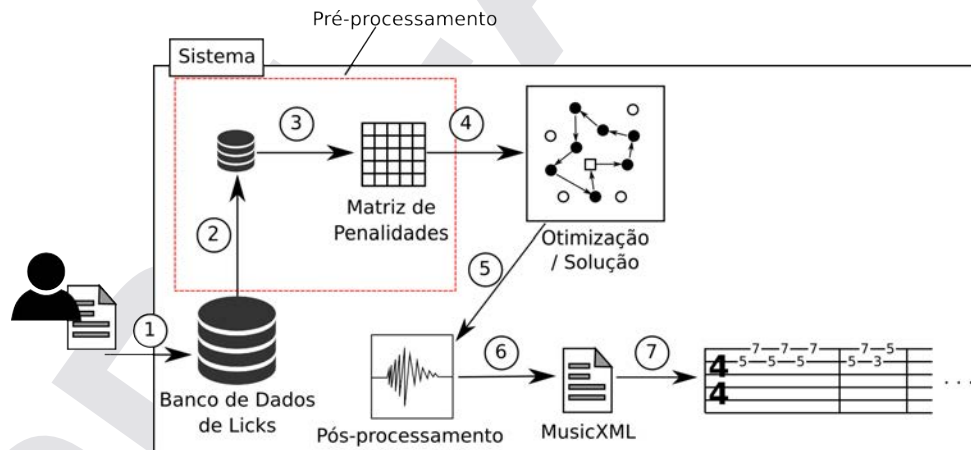 Pré-processamento
Sistema
3
4
2
Matriz de
Penalidades
Otimização
/ Solução
5
1
6
7
4
4
7 7 7 7 5
5 5 5 5 3
Banco de Dados
de Licks
Pós-processamento
MusicXML
. . .